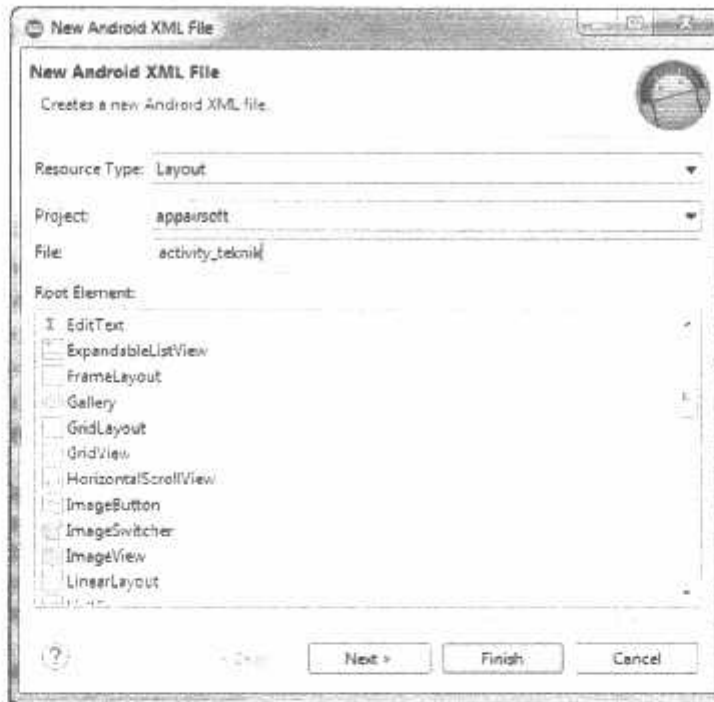 New Android XML File
New Android XML File
Creates a new Android XML file.
Resource Type: Layout
Project: appairsoft
File: activity_teknik
Root Element:
EditText
ExpandableListView
FrameLayout
Gallery
GridLayout
GridView
HorizontalScrollView
ImageButton
ImageSwitcher
ImageView
LinearLayout
? Next > Finish Cancel